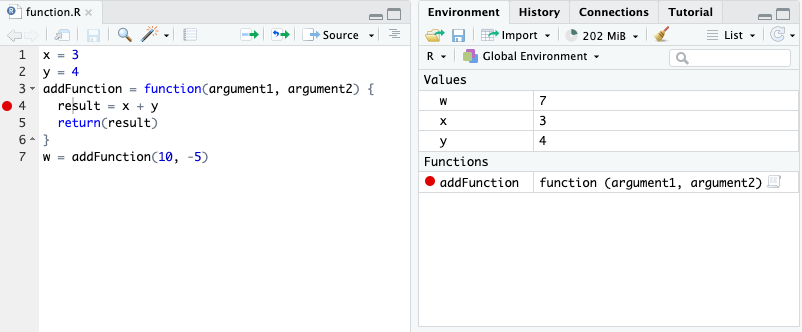 function.R
Source
1 x = 3
2 y = 4
3 addFunction = function(argument1, argument2) {
4   result = x + y
5   return(result)
6 }
7 w = addFunction(10, -5)
Environment History Connections Tutorial
Import 202 MiB List
R Global Environment
Values
w 7
x 3
y 4
Functions
addFunction function (argument1, argument2)